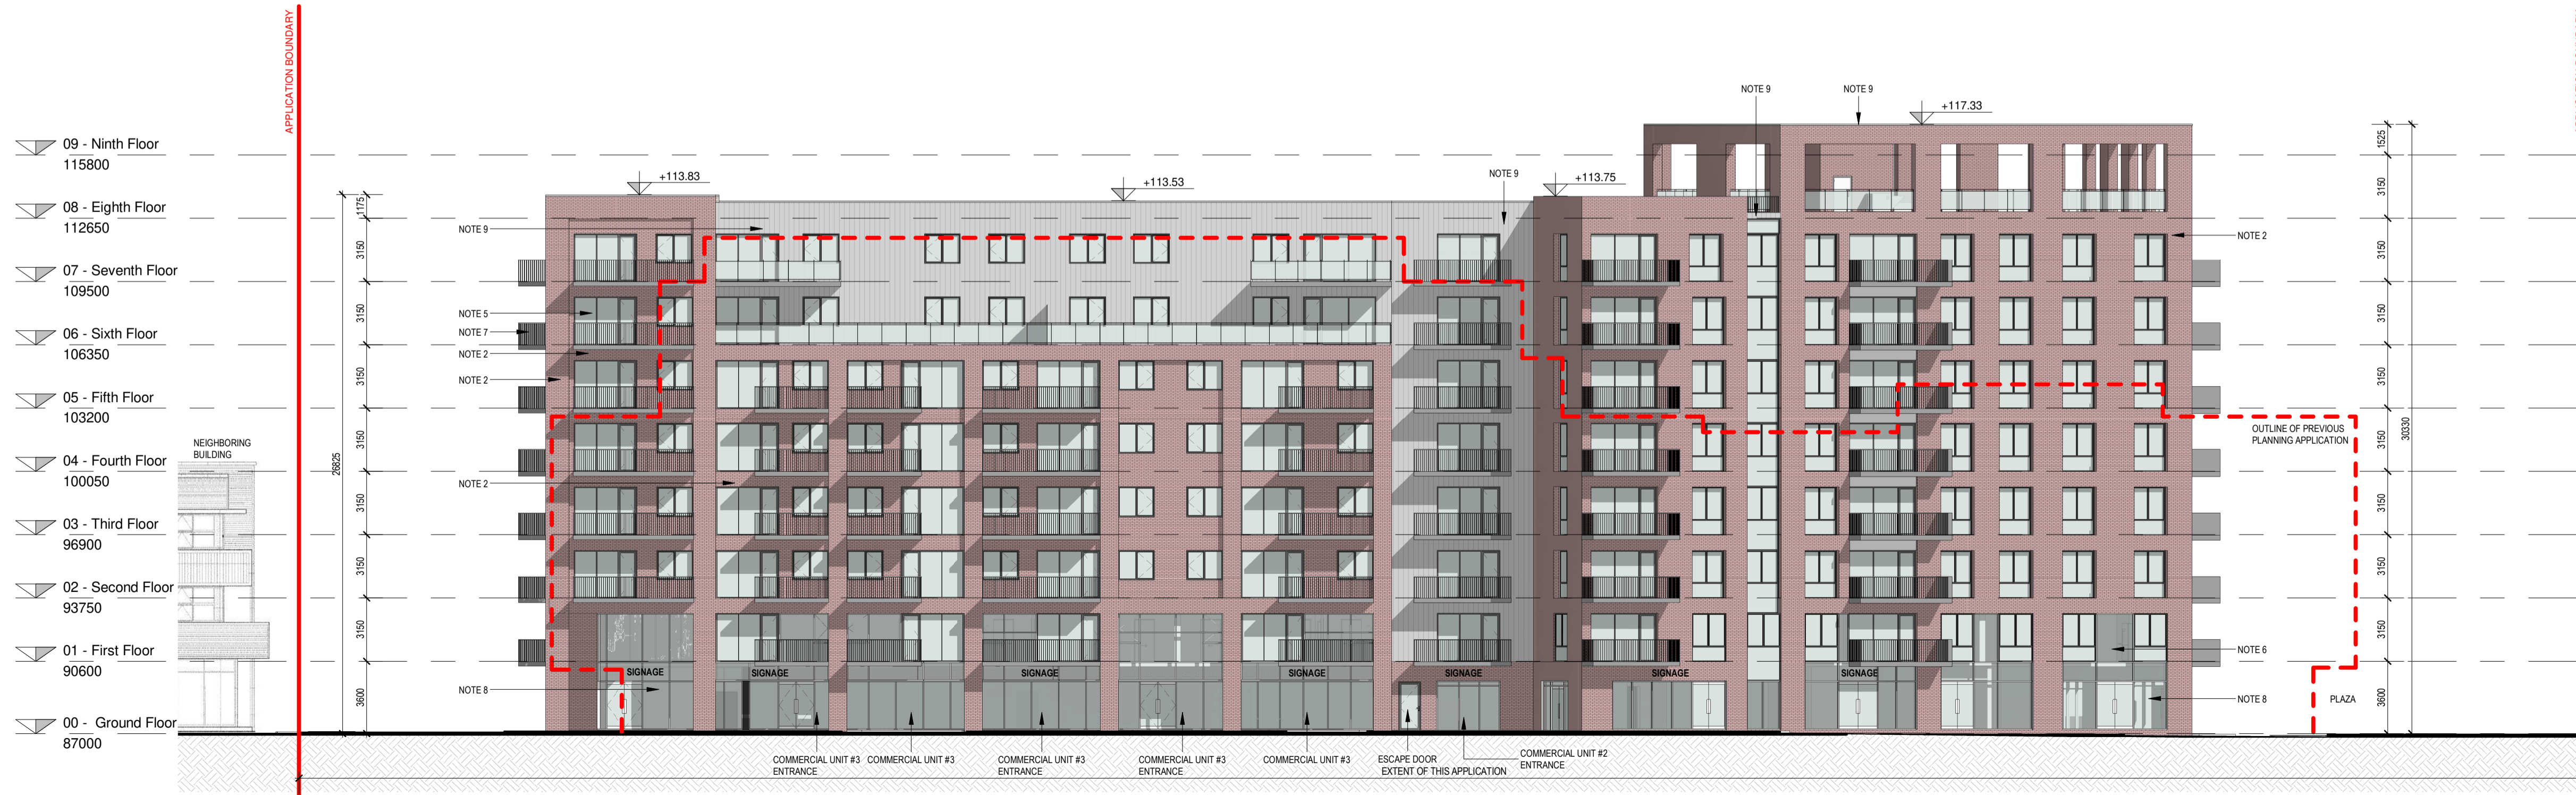 APPLICATION BOUNDARY
09 - Ninth Floor
115800
08 - Eighth Floor
112650
07 - Seventh Floor
109500
06 - Sixth Floor
106350
05 - Fifth Floor
103200
04 - Fourth Floor
100050
03 - Third Floor
96900
02 - Second Floor
93750
01 - First Floor
90600
00 - Ground Floor
87000
NEIGHBORING
BUILDING
26825
1175
3150
3150
3150
3150
3150
3150
3150
3600
+113.83
+113.53
+113.75
+117.33
NOTE 9
NOTE 9
NOTE 9
NOTE 9
NOTE 5
NOTE 7
NOTE 2
NOTE 2
NOTE 2
NOTE 8
SIGNAGE
SIGNAGE
SIGNAGE
SIGNAGE
SIGNAGE
SIGNAGE
SIGNAGE
COMMERCIAL UNIT #3
ENTRANCE
COMMERCIAL UNIT #3
COMMERCIAL UNIT #3
ENTRANCE
COMMERCIAL UNIT #3
ENTRANCE
COMMERCIAL UNIT #3
ESCAPE DOOR
COMMERCIAL UNIT #2
ENTRANCE
EXTENT OF THIS APPLICATION
NOTE 2
OUTLINE OF PREVIOUS
PLANNING APPLICATION
NOTE 6
NOTE 8
PLAZA
1525
3150
3150
3150
3150
3150
3150
3150
3150
3600
30330